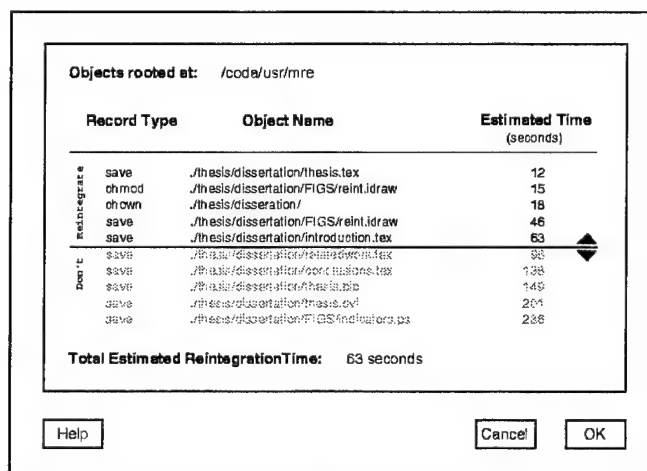 Objects rooted at: /coda/usr/mre
Record Type Object Name Estimated Time
(seconds)
Reintegrate
save ./thesis/dissertation/thesis.tex 12
chmod ./thesis/dissertation/FIGS/reint.idraw 15
chown ./thesis/disseration/ 18
save ./thesis/dissertation/FIGS/reint.idraw 46
save ./thesis/dissertation/introduction.tex 63
Don't
save ./thesis/dissertation/relatedwork.tex 98
save ./thesis/dissertation/conclusions.tex
save ./thesis/dissertation/thesis.bib 149
save ./thesis/dissertation/thesis.dvi 201
save ./thesis/dissertation/FIGS/indicators.ps
Total Estimated ReintegrationTime: 63 seconds
Help Cancel OK